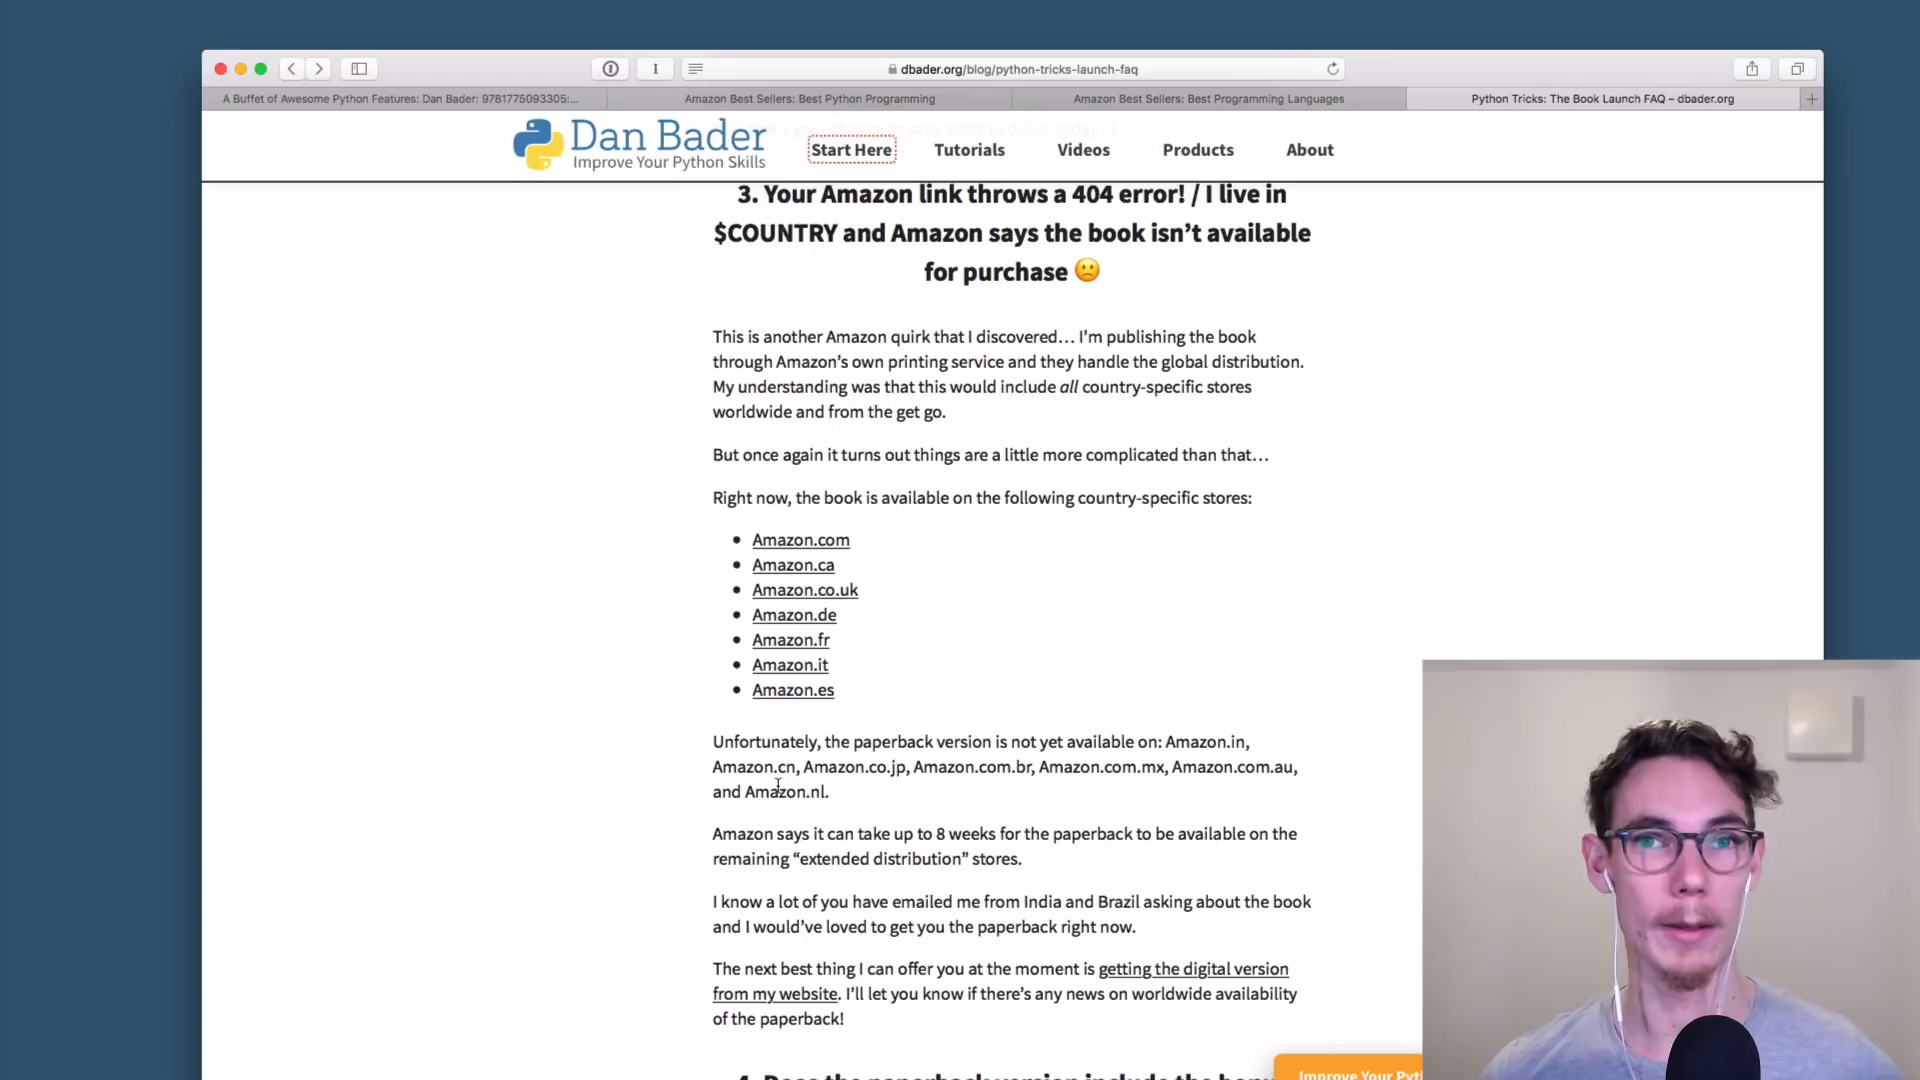 dbader.org/blog/python-tricks-launch-faq
A Buffet of Awesome Python Features: Dan Bader: 9781775093305:...
Amazon Best Sellers: Best Python Programming
Amazon Best Sellers: Best Programming Languages
Python Tricks: The Book Launch FAQ – dbader.org
Dan Bader
Improve Your Python Skills
Start Here
Tutorials
Videos
Products
About
3. Your Amazon link throws a 404 error! / I live in
$COUNTRY and Amazon says the book isn’t available
for purchase 🙁
This is another Amazon quirk that I discovered… I’m publishing the book
through Amazon’s own printing service and they handle the global distribution.
My understanding was that this would include all country-specific stores
worldwide and from the get go.
But once again it turns out things are a little more complicated than that…
Right now, the book is available on the following country-specific stores:
• Amazon.com
• Amazon.ca
• Amazon.co.uk
• Amazon.de
• Amazon.fr
• Amazon.it
• Amazon.es
Unfortunately, the paperback version is not yet available on: Amazon.in,
Amazon.cn, Amazon.co.jp, Amazon.com.br, Amazon.com.mx, Amazon.com.au,
and Amazon.nl.
Amazon says it can take up to 8 weeks for the paperback to be available on the
remaining “extended distribution” stores.
I know a lot of you have emailed me from India and Brazil asking about the book
and I would’ve loved to get you the paperback right now.
The next best thing I can offer you at the moment is getting the digital version
from my website. I’ll let you know if there’s any news on worldwide availability
of the paperback!
4. Does the paperback version include the
Improve Your